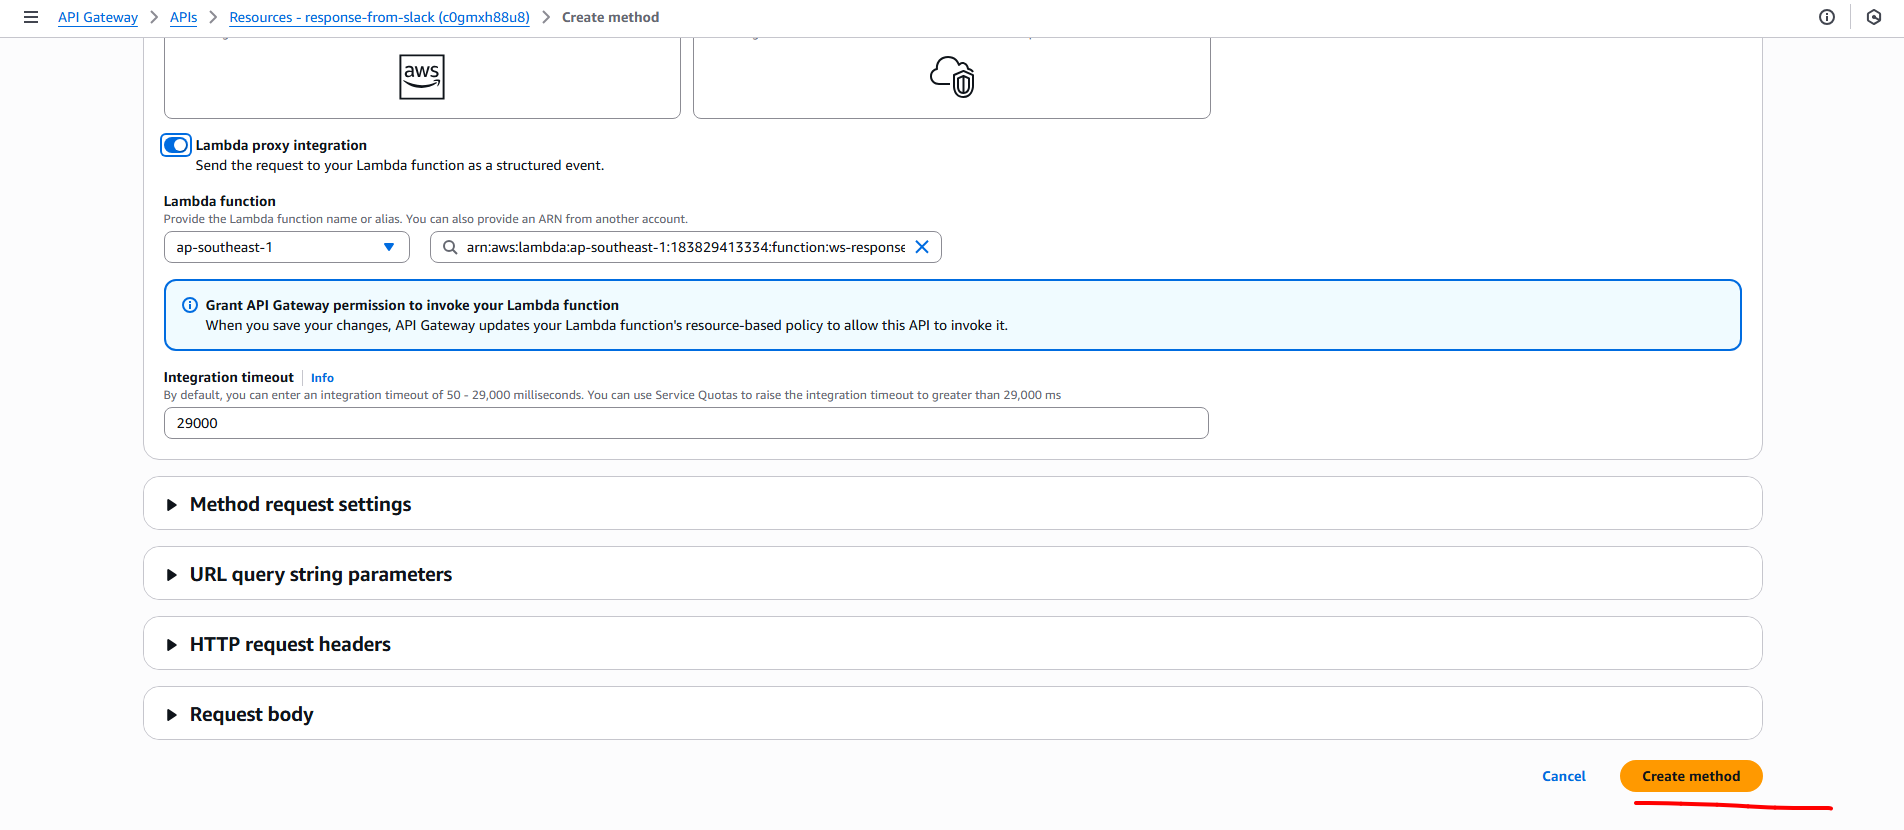 API Gateway > APIs > Resources - response-from-slack (c0gmxh88u8) > Create method
aws
Lambda proxy integration
Send the request to your Lambda function as a structured event.
Lambda function
Provide the Lambda function name or alias. You can also provide an ARN from another account.
ap-southeast-1
arn:aws:lambda:ap-southeast-1:183829413334:function:ws-response
Grant API Gateway permission to invoke your Lambda function
When you save your changes, API Gateway updates your Lambda function's resource-based policy to allow this API to invoke it.
Integration timeout | Info
By default, you can enter an integration timeout of 50 - 29,000 milliseconds. You can use Service Quotas to raise the integration timeout to greater than 29,000 ms
29000
Method request settings
URL query string parameters
HTTP request headers
Request body
Cancel
Create method